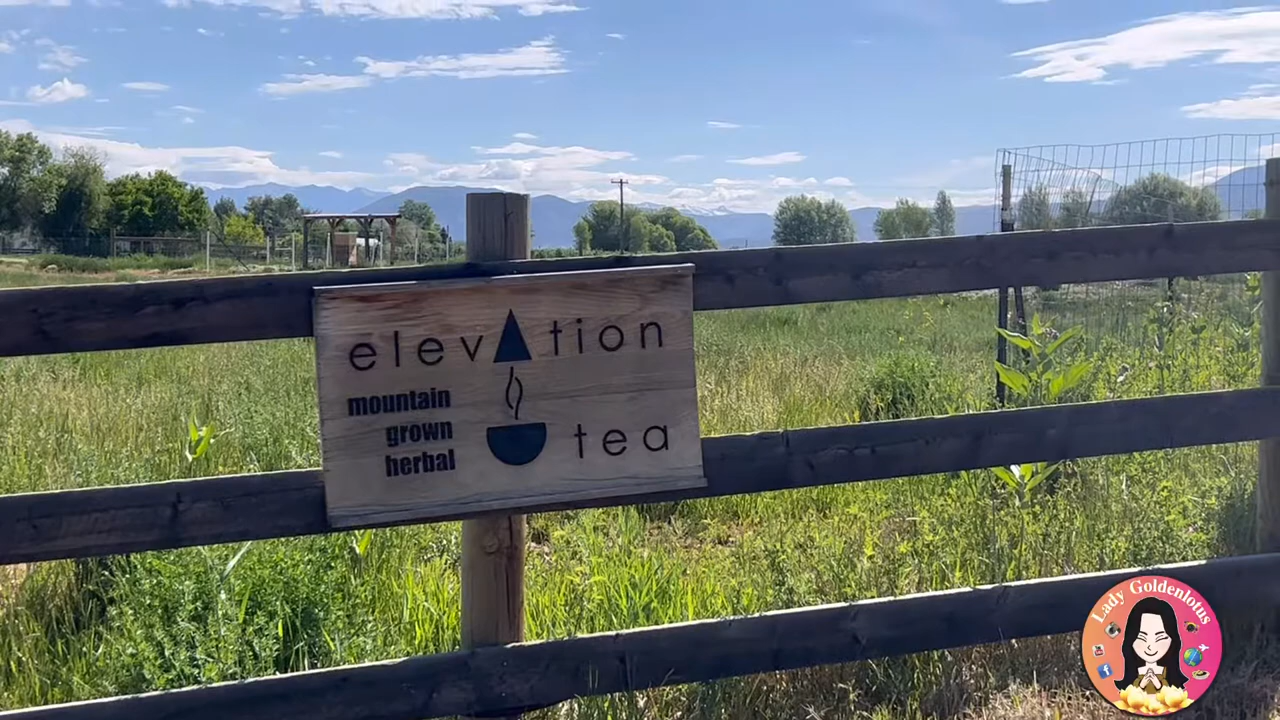 elevation
mountain
grown
herbal
tea
Lady Goldenlotus